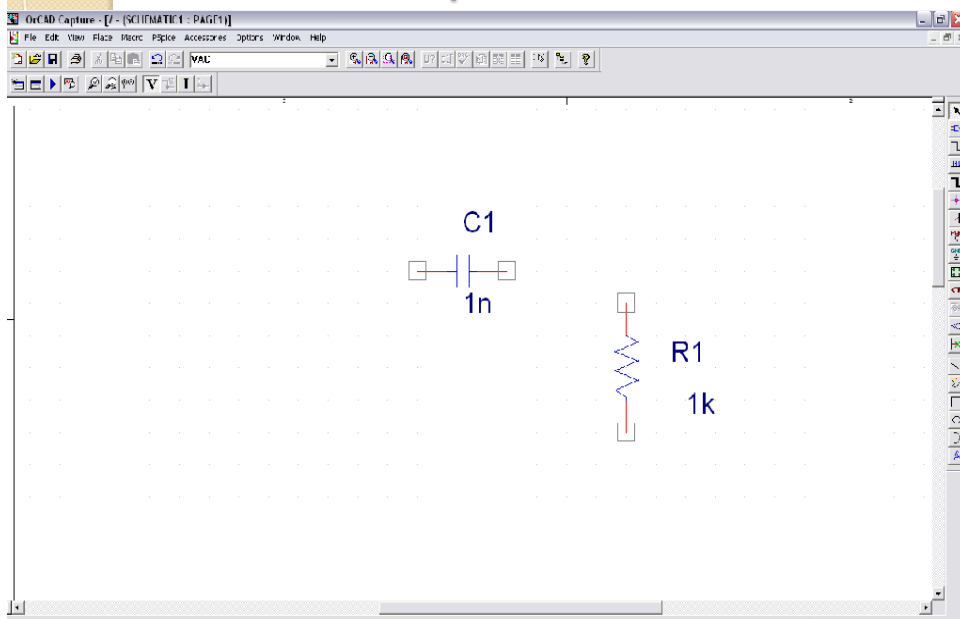 OrCAD Capture - [/ - (SCHEMATIC1 : PAGE1)]
File Edit View Place Macro PSpice Accessories Options Window Help
VAC
U?
V I
C1
1n
R1
1k